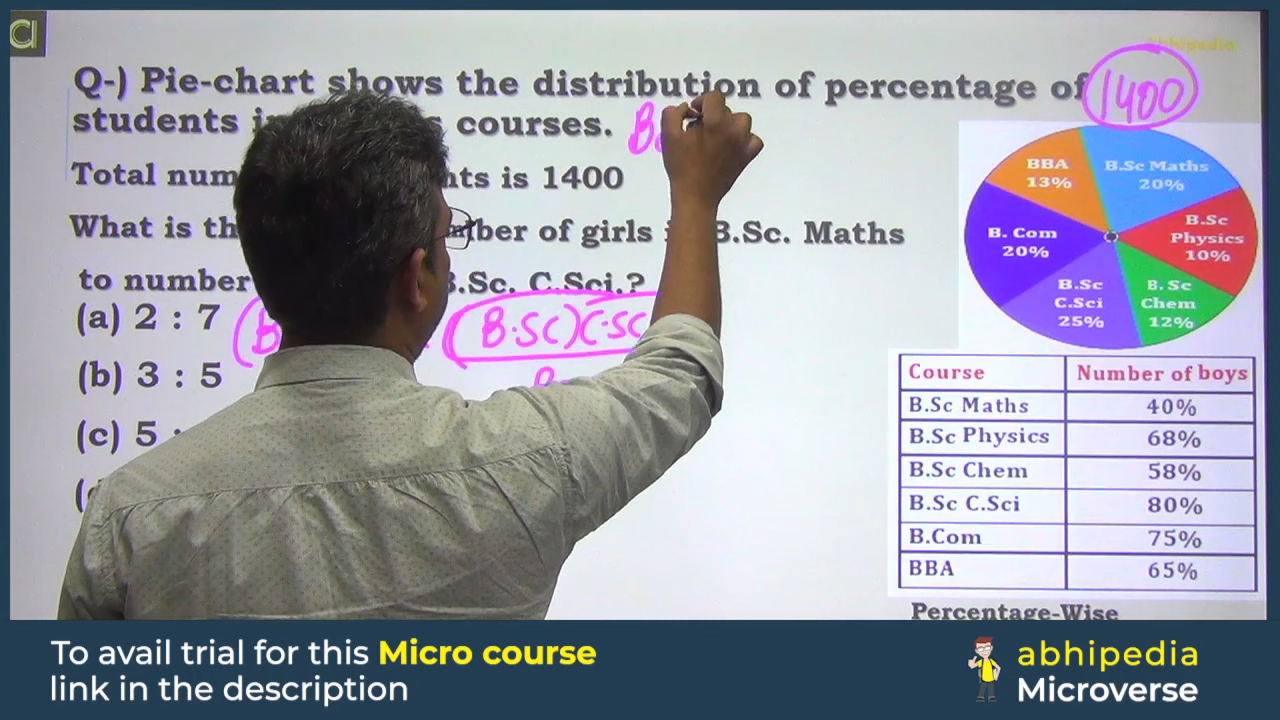 Abhipedia
Q-) Pie-chart shows the distribution of percentage of 1400
students courses.
Total is 1400
What is of girls B.Sc. Maths
to number B.Sc. C.Sci.?
(a) 2 : 7
(B.SC)(C.SC
(b) 3 : 5
(c) 5 :
BBA
13%
B.Sc Maths
20%
B.Sc
Physics
10%
B. Sc
Chem
12%
B.Sc
C.Sci
25%
B. Com
20%
Course Number of boys
B.Sc Maths 40%
B.Sc Physics 68%
B.Sc Chem 58%
B.Sc C.Sci 80%
B.Com 75%
BBA 65%
Percentage-Wise
To avail trial for this Micro course
link in the description
abhipedia
Microverse